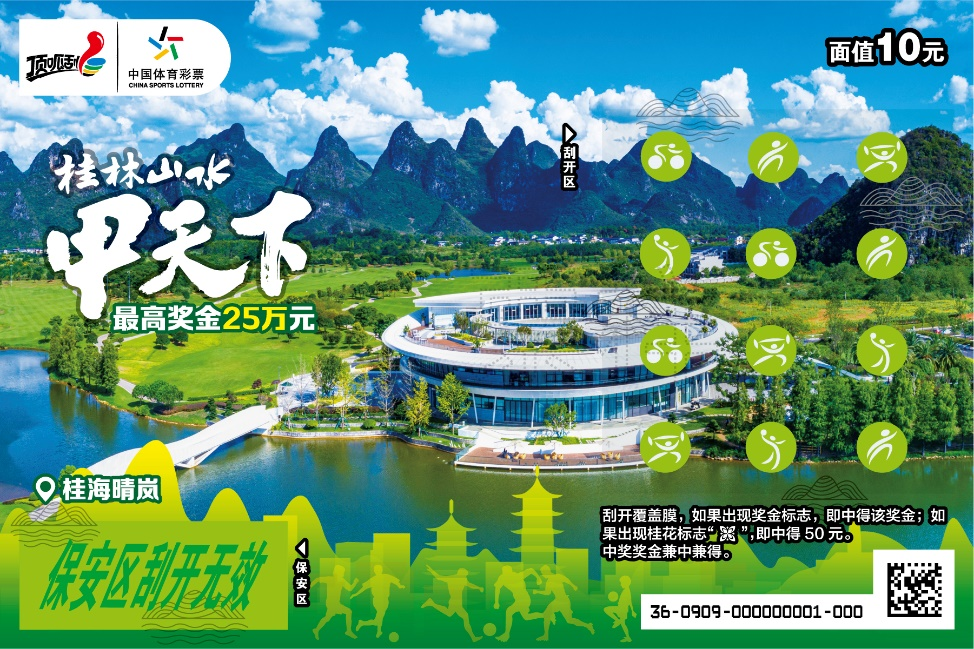 顶呱刮
中国体育彩票
CHINA SPORTS LOTTERY
面值10元
刮开区
桂林山水
甲天下
最高奖金25万元
桂海晴岚
保安区刮开无效
保安区
刮开覆盖膜，如果出现奖金标志，即中得该奖金；如
果出现桂花标志“ ”，即中得 50 元。
中奖奖金兼中兼得。
36-0909-000000001-000